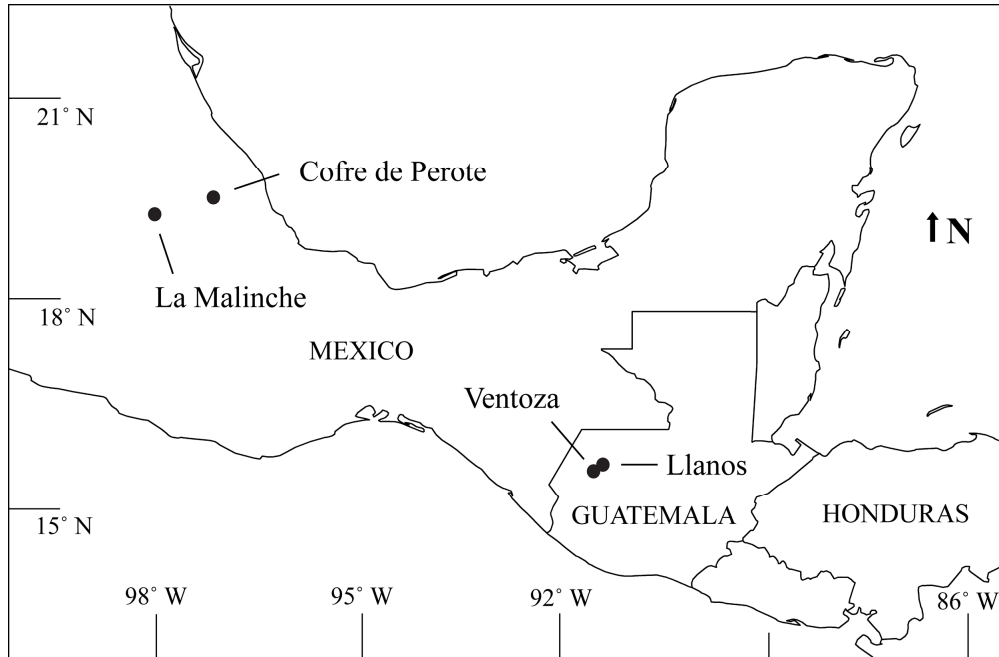 21° N
Cofre de Perote
N
La Malinche
18° N
MEXICO
Ventoza
Llanos
15° N
GUATEMALA
HONDURAS
98° W
95° W
92° W
86° W